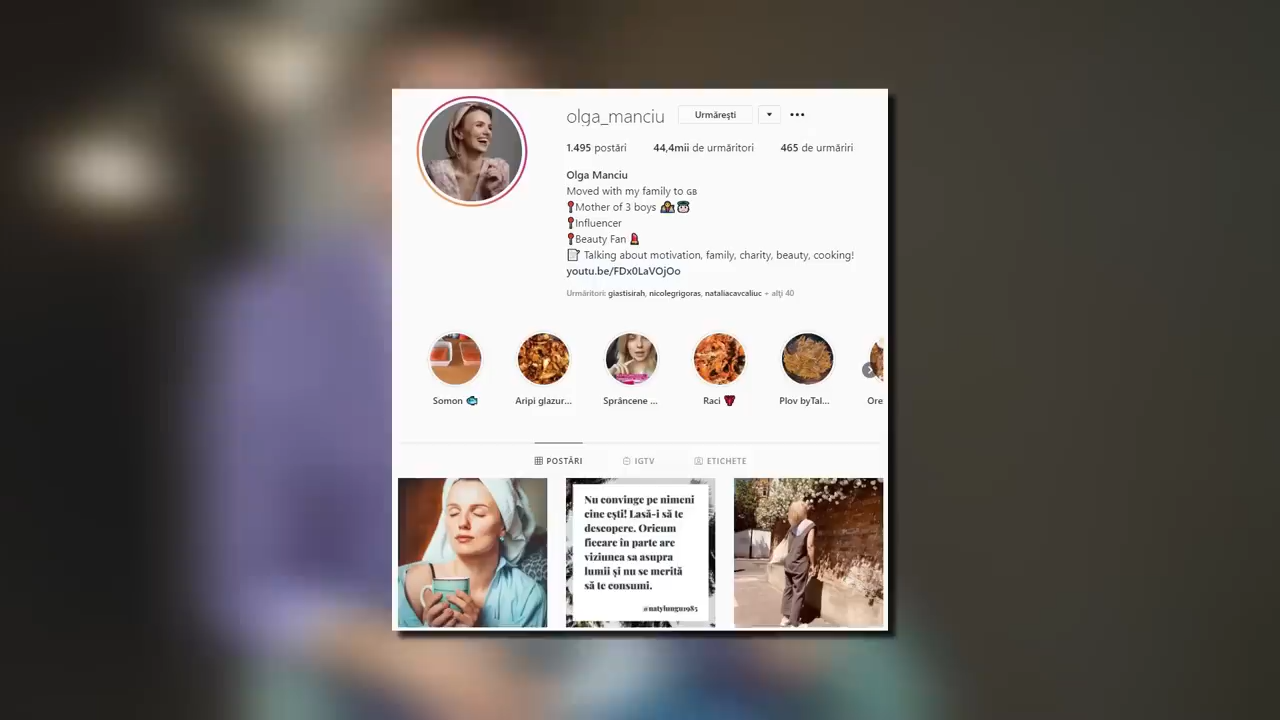 olga_manciu Urmărești
1.495 postări 44,4mii de urmăritori 465 de urmăriri
Olga Manciu
Moved with my family to GB
📍Mother of 3 boys
📍Influencer
📍Beauty Fan 💄
📝 Talking about motivation, family, charity, beauty, cooking!
youtu.be/FDx0LaVOjOo
Urmăritori: giastisirah, nicolegrigoras, nataliacavcaliuc + alți 40
Somon 🐟 Aripi glazur... Sprâncene ... Raci Plov byTal... Ore
POSTĂRI IGTV ETICHETE
Nu convinge pe nimeni
cine ești! Lasă-i să te
descopere. Oricum
fiecare în parte are
viziunea sa asupra
lumii și nu se merită
să te consumi.
@natylungu1985